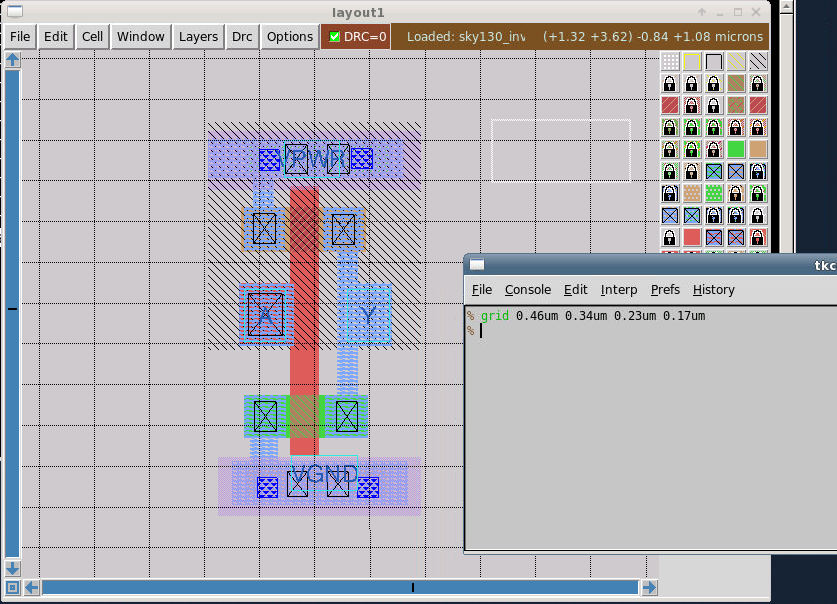 layout1
File Edit Cell Window Layers Drc Options DRC=0 Loaded: sky130_inv (+1.32 +3.62) -0.84 +1.08 microns
VPWR
A Y
VGND
tkc
File Console Edit Interp Prefs History
% grid 0.46um 0.34um 0.23um 0.17um
%